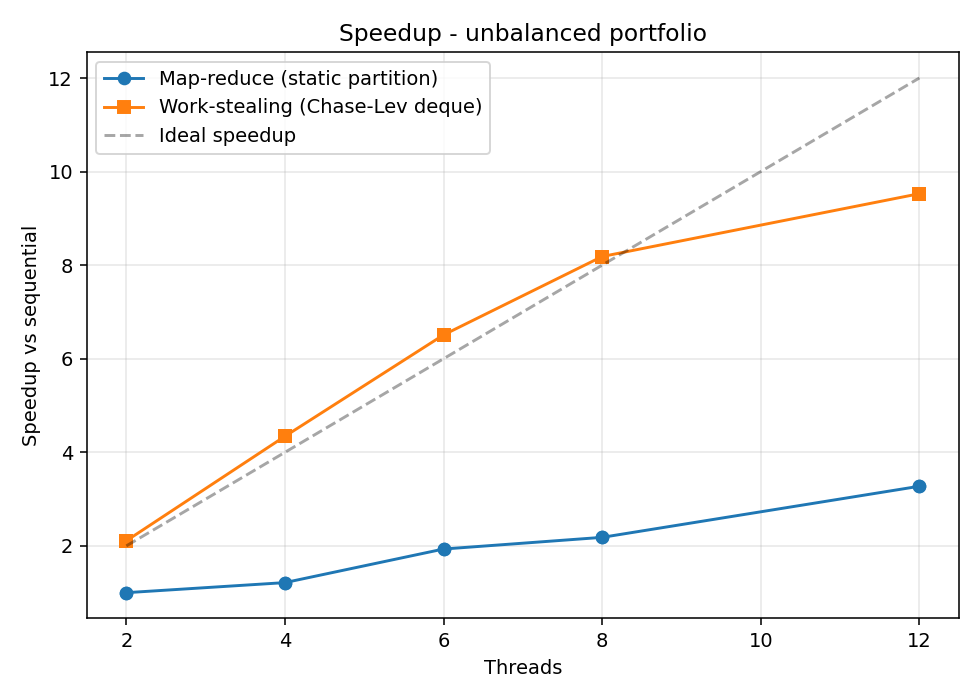 Speedup - unbalanced portfolio
Map-reduce (static partition)
Work-stealing (Chase-Lev deque)
Ideal speedup
Speedup vs sequential
12
10
8
6
4
2
2 4 6 8 10 12
Threads